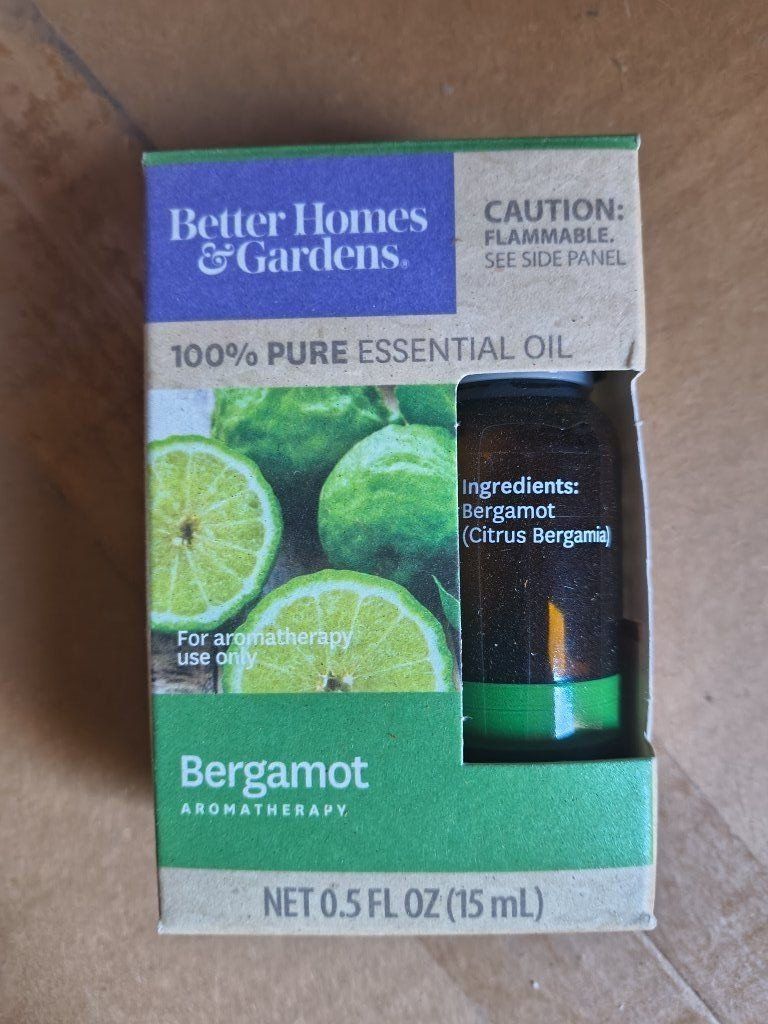 Better Homes
& Gardens®
CAUTION:
FLAMMABLE.
SEE SIDE PANEL
100% PURE ESSENTIAL OIL
Ingredients:
Bergamot
(Citrus Bergamia)
For aromatherapy
use only
Bergamot
AROMATHERAPY
NET 0.5 FL OZ (15 mL)